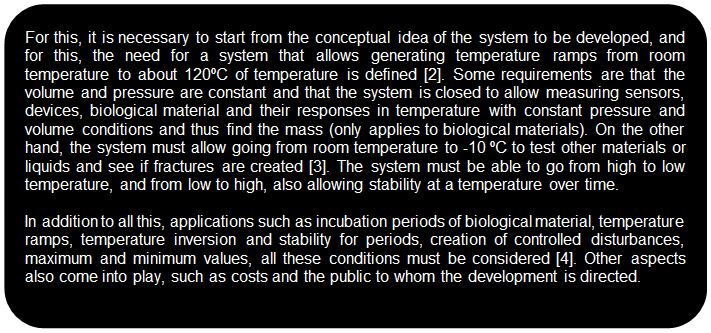 For this, it is necessary to start from the conceptual idea of the system to be developed, and
for this, the need for a system that allows generating temperature ramps from room
temperature to about 120ºC of temperature is defined [2]. Some requirements are that the
volume and pressure are constant and that the system is closed to allow measuring sensors,
devices, biological material and their responses in temperature with constant pressure and
volume conditions and thus find the mass (only applies to biological materials). On the other
hand, the system must allow going from room temperature to -10 ºC to test other materials or
liquids and see if fractures are created [3]. The system must be able to go from high to low
temperature, and from low to high, also allowing stability at a temperature over time.
In addition to all this, applications such as incubation periods of biological material, temperature
ramps, temperature inversion and stability for periods, creation of controlled disturbances,
maximum and minimum values, all these conditions must be considered [4]. Other aspects
also come into play, such as costs and the public to whom the development is directed.